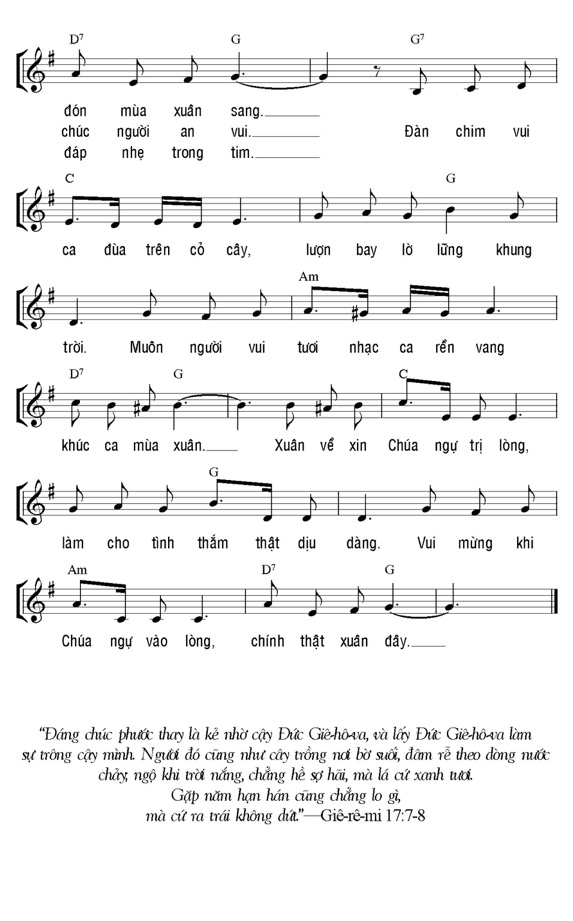 D7 G G7
đón mùa xuân sang.
chúc người an vui. Đàn chim vui
đáp nhẹ trong tim.
C G
ca đùa trên cỏ cây, lượn bay lờ lững khung
Am
trời. Muôn người vui tươi nhạc ca rền vang
D7 G C
khúc ca mùa xuân. Xuân về xin Chúa ngự trị lòng,
G
làm cho tình thắm thật dịu dàng. Vui mừng khi
Am D7 G
Chúa ngự vào lòng, chính thật xuân đây.
“Đáng chúc phước thay là kẻ nhờ cậy Đức Giê-hô-va, và lấy Đức Giê-hô-va làm
sự trông cậy mình. Người đó cũng như cây trồng nơi bờ suối, đâm rễ theo dòng nước
chảy; ngộ khi trời nắng, chẳng hề sợ hãi, mà lá cứ xanh tươi.
Gặp năm hạn hán cũng chẳng lo gì,
mà cứ ra trái không dứt.”—Giê-rê-mi 17:7-8